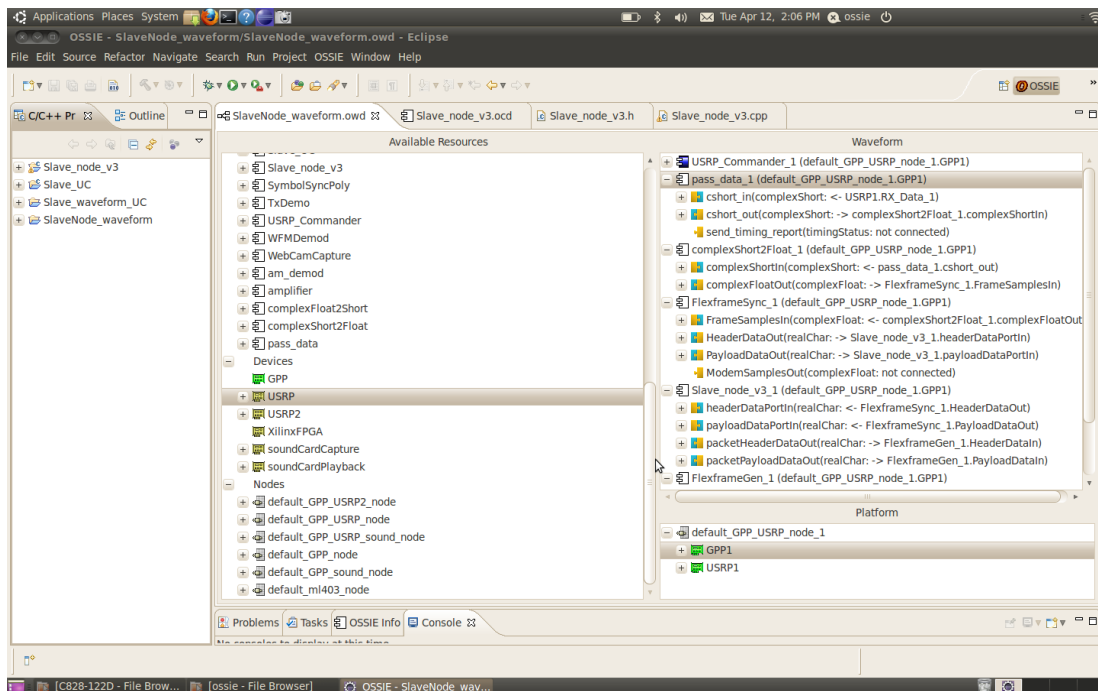 Applications Places System
Tue Apr 12, 2:06 PM ossie
OSSIE - SlaveNode_waveform/SlaveNode_waveform.owd - Eclipse
File Edit Source Refactor Navigate Search Run Project OSSIE Window Help
OSSIE
C/C++ Pr
Outline
SlaveNode_waveform.owd
Slave_node_v3.ocd
Slave_node_v3.h
Slave_node_v3.cpp
Slave_node_v3
Slave_UC
Slave_waveform_UC
SlaveNode_waveform
Available Resources
Slave_node_v3
SymbolSyncPoly
TxDemo
USRP_Commander
WFMDemod
WebCamCapture
am_demod
amplifier
complexFloat2Short
complexShort2Float
pass_data
Devices
GPP
USRP
USRP2
XilinxFPGA
soundCardCapture
soundCardPlayback
Nodes
default_GPP_USRP2_node
default_GPP_USRP_node
default_GPP_USRP_sound_node
default_GPP_node
default_GPP_sound_node
default_ml403_node
Waveform
USRP_Commander_1 (default_GPP_USRP_node_1.GPP1)
pass_data_1 (default_GPP_USRP_node_1.GPP1)
cshort_in(complexShort: <- USRP1.RX_Data_1)
cshort_out(complexShort: -> complexShort2Float_1.complexShortIn)
send_timing_report(timingStatus: not connected)
complexShort2Float_1 (default_GPP_USRP_node_1.GPP1)
complexShortIn(complexShort: <- pass_data_1.cshort_out)
complexFloatOut(complexFloat: -> FlexframeSync_1.FrameSamplesIn)
FlexframeSync_1 (default_GPP_USRP_node_1.GPP1)
FrameSamplesIn(complexFloat: <- complexShort2Float_1.complexFloatOut
HeaderDataOut(realChar: -> Slave_node_v3_1.headerDataPortIn)
PayloadDataOut(realChar: -> Slave_node_v3_1.payloadDataPortIn)
ModemSamplesOut(complexFloat: not connected)
Slave_node_v3_1 (default_GPP_USRP_node_1.GPP1)
headerDataPortIn(realChar: <- FlexframeSync_1.HeaderDataOut)
payloadDataPortIn(realChar: <- FlexframeSync_1.PayloadDataOut)
packetHeaderDataOut(realChar: -> FlexframeGen_1.HeaderDataIn)
packetPayloadDataOut(realChar: -> FlexframeGen_1.PayloadDataIn)
FlexframeGen_1 (default_GPP_USRP_node_1.GPP1)
Platform
default_GPP_USRP_node_1
GPP1
USRP1
Problems Tasks OSSIE Info Console
No consoles to display at this time.
[C828-122D - File Brow... [ossie - File Browser] OSSIE - SlaveNode_wav...